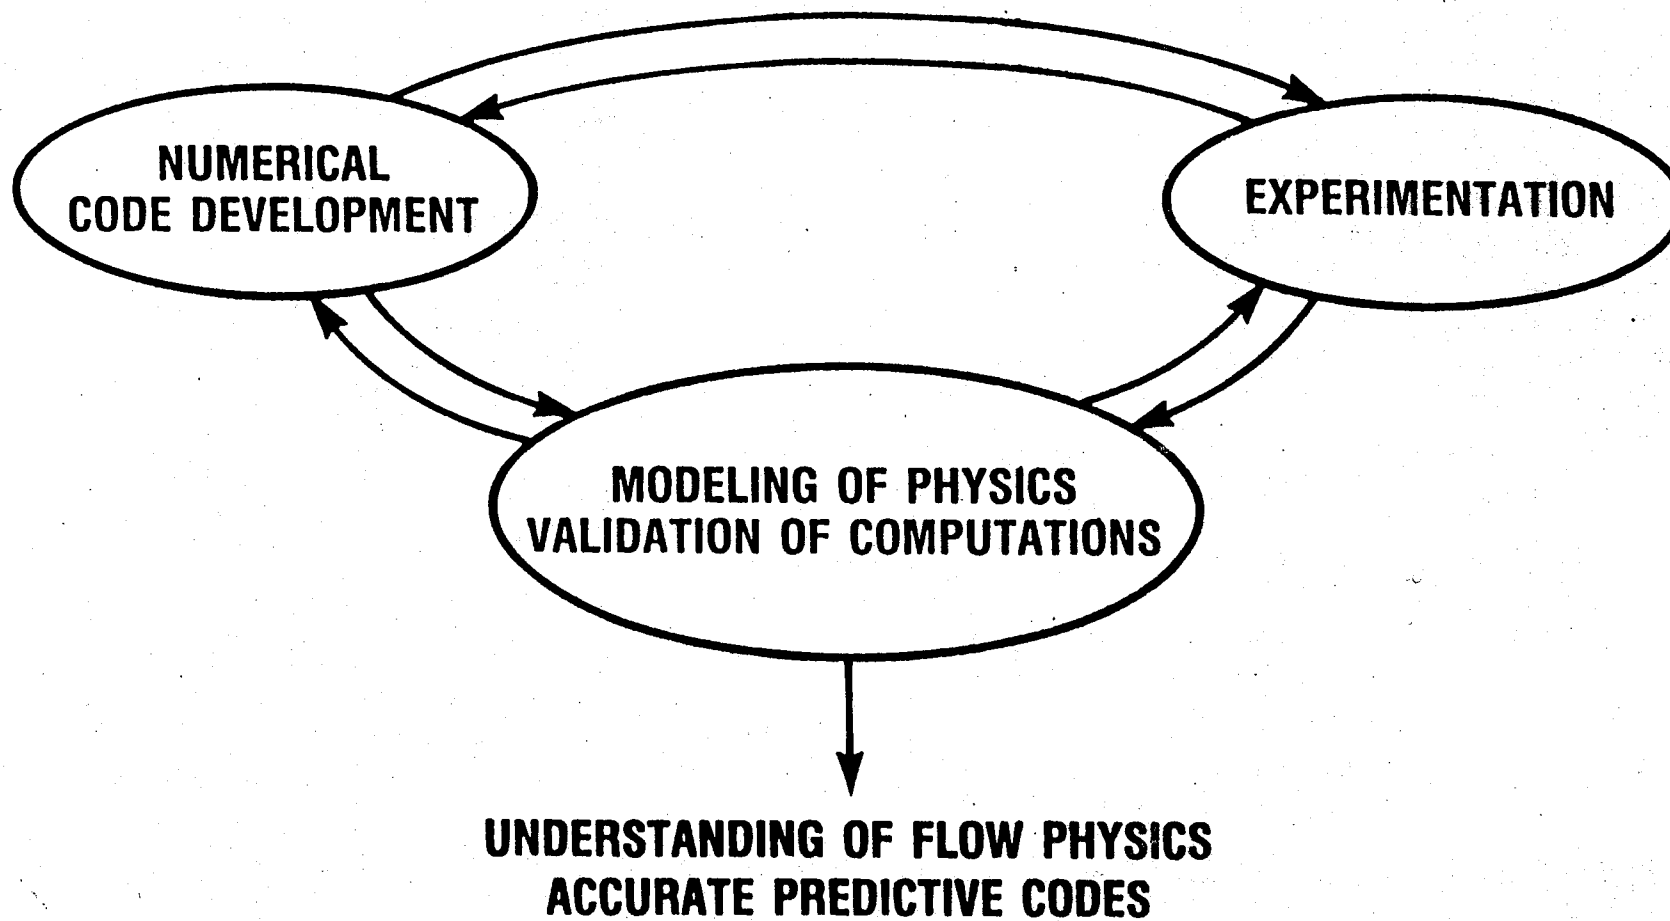 NUMERICAL
CODE DEVELOPMENT
EXPERIMENTATION
MODELING OF PHYSICS
VALIDATION OF COMPUTATIONS
UNDERSTANDING OF FLOW PHYSICS
ACCURATE PREDICTIVE CODES